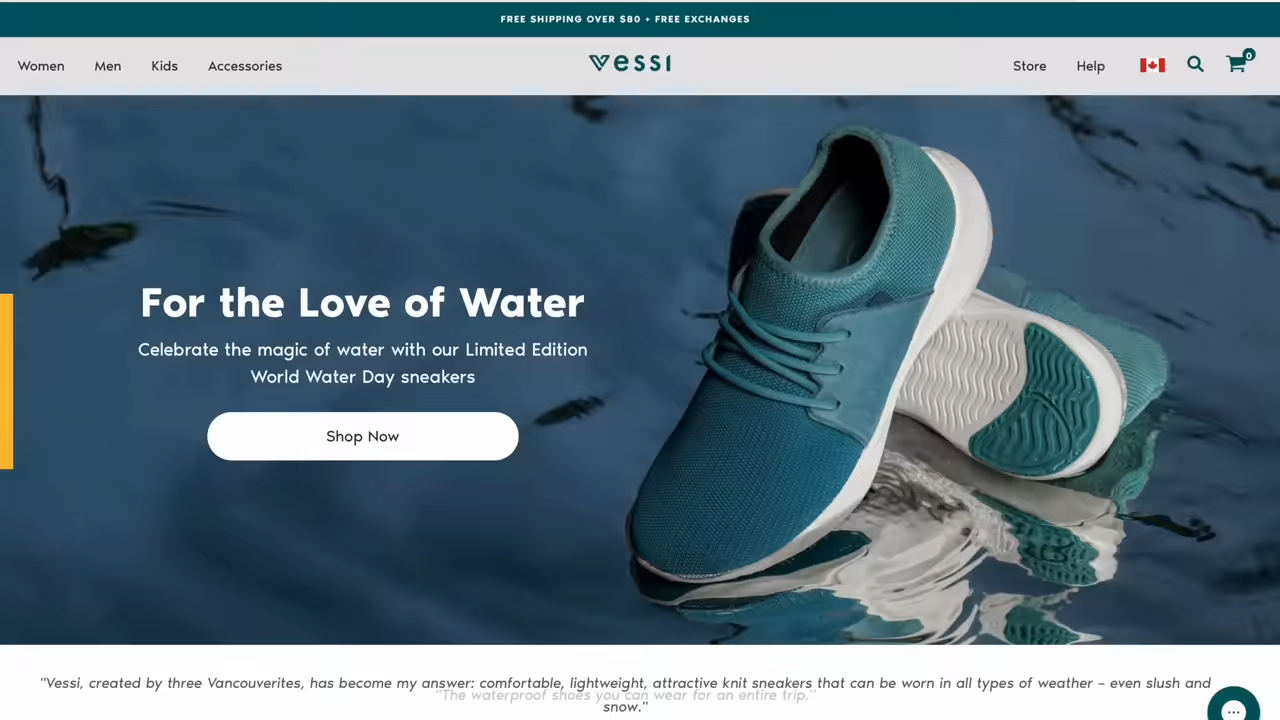 FREE SHIPPING OVER $80 + FREE EXCHANGES
Women Men Kids Accessories
vessi
Store Help
0
For the Love of Water
Celebrate the magic of water with our Limited Edition
World Water Day sneakers
Shop Now
"Vessi, created by three Vancouverites, has become my answer: comfortable, lightweight, attractive knit sneakers that can be worn in all types of weather – even slush and
"The waterproof shoes you can wear for an entire trip."
snow."